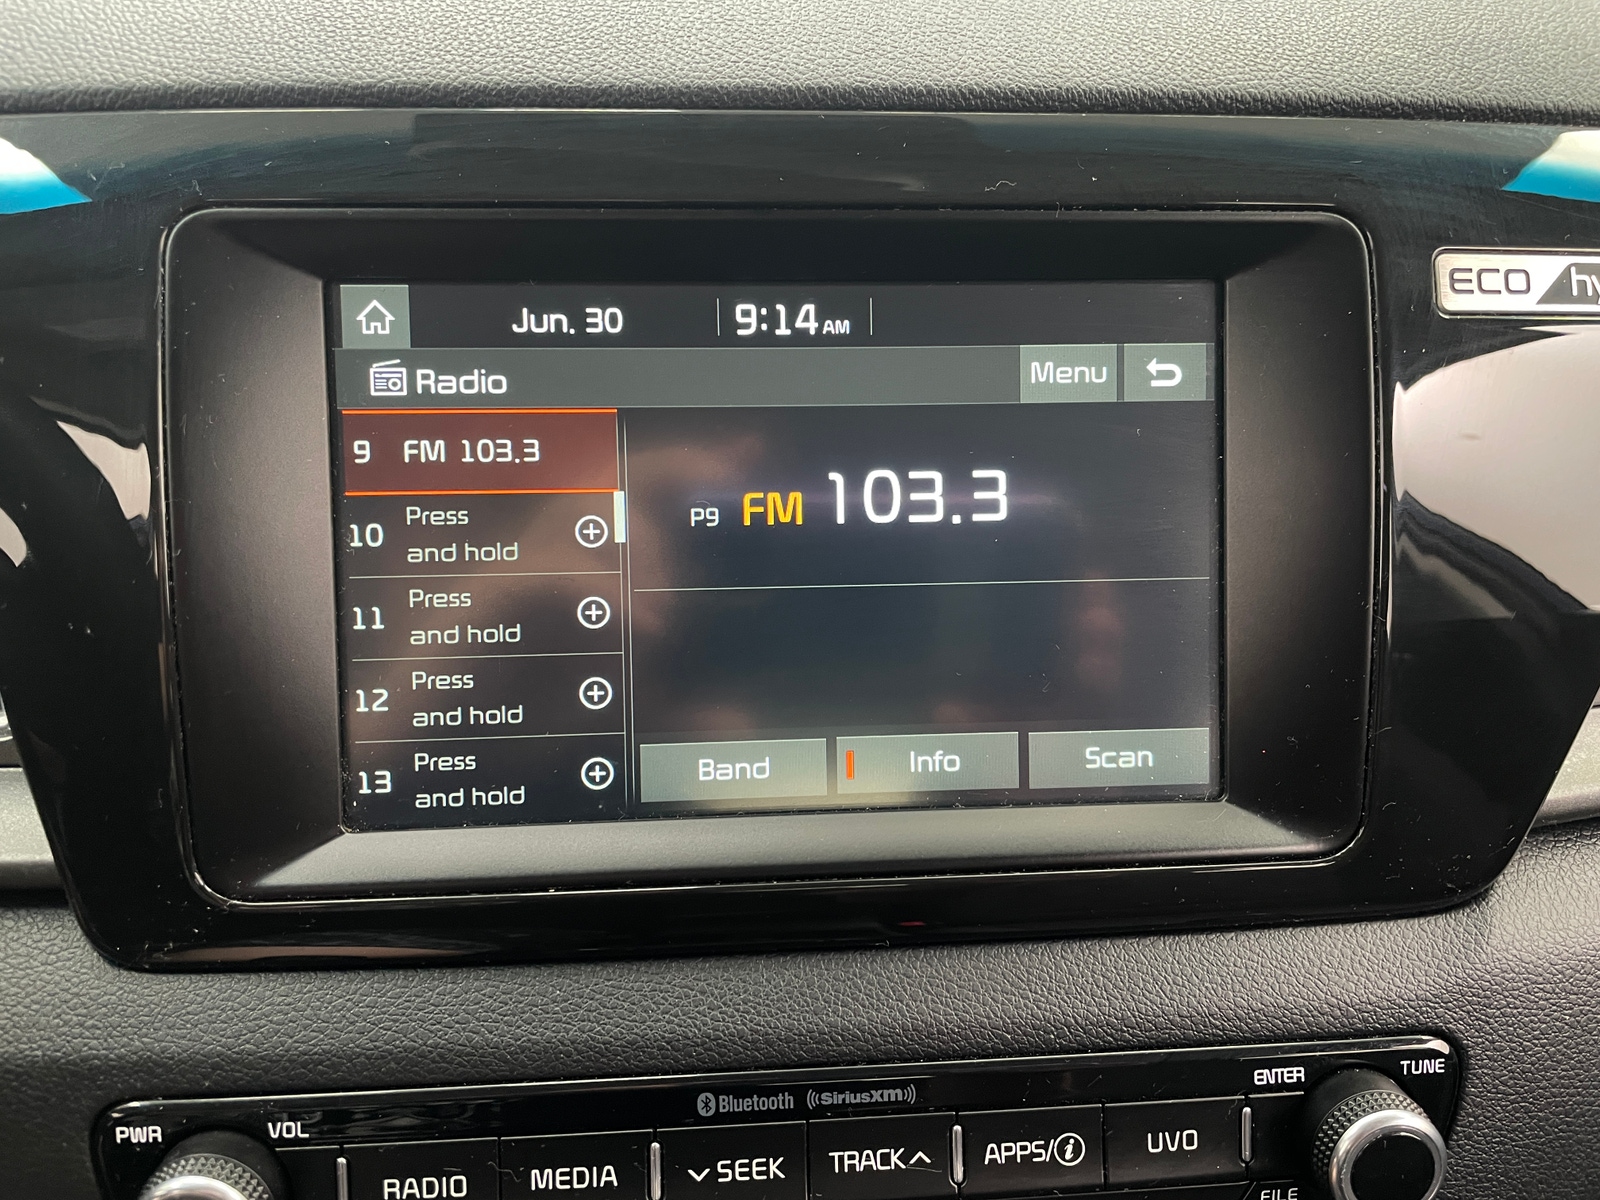 Jun. 30
9:14 AM
Radio
Menu
9 FM 103.3
10 Press
and hold
11 Press
and hold
12 Press
and hold
13 Press
and hold
P9 FM 103.3
Band
Info
Scan
ECO
Bluetooth
SiriusXM
PWR
VOL
RADIO
MEDIA
SEEK
TRACK
APPS/i
UVO
ENTER
TUNE
FILE